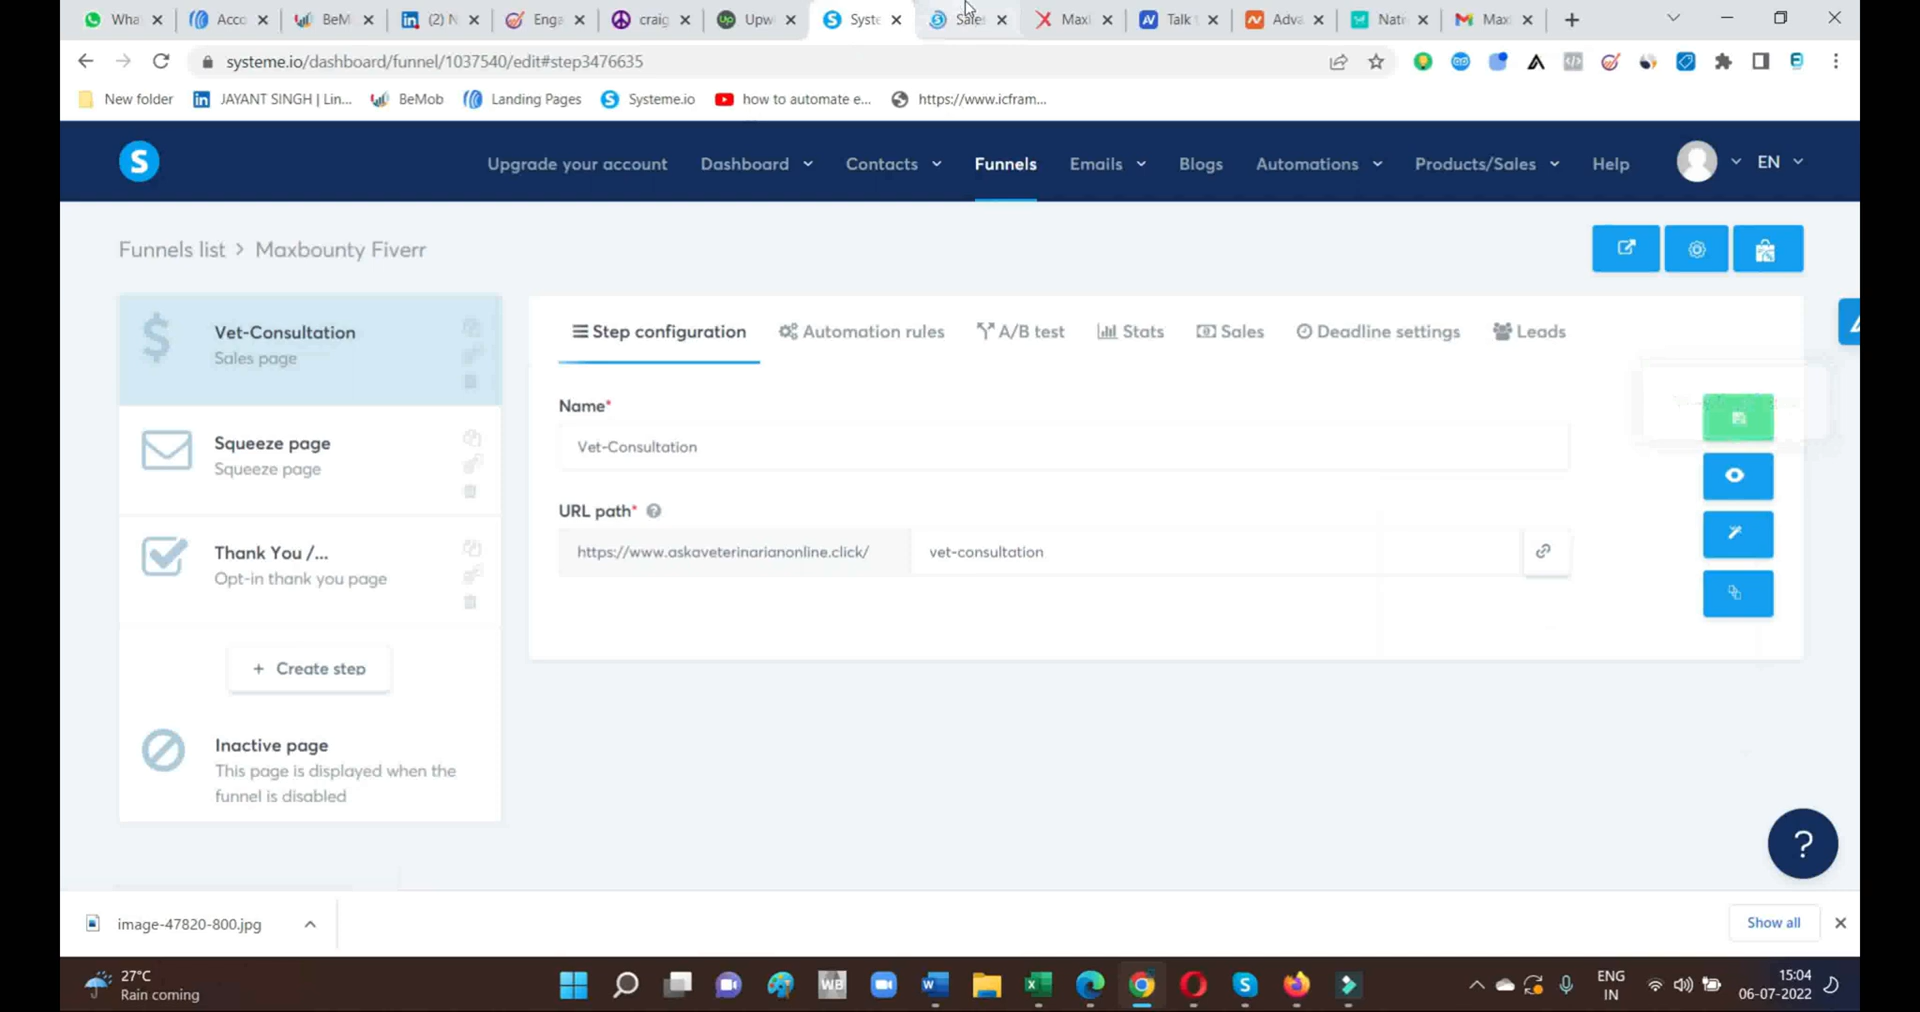 Wha
Acco
BeM
(2) N
Enga
craig
Upw
Syste
Sales
Maxl
Talk
Adva
Nati
Max
systeme.io/dashboard/funnel/1037540/edit#step3476635
New folder
JAYANT SINGH | Lin...
BeMob
Landing Pages
Systeme.io
how to automate e...
https://www.icfram...
S
Upgrade your account
Dashboard
Contacts
Funnels
Emails
Blogs
Automations
Products/Sales
Help
EN
Funnels list > Maxbounty Fiverr
Vet-Consultation
Sales page
Squeeze page
Squeeze page
Thank You /...
Opt-in thank you page
+ Create step
Inactive page
This page is displayed when the
funnel is disabled
Step configuration
Automation rules
A/B test
Stats
Sales
Deadline settings
Leads
Name*
Vet-Consultation
URL path*
https://www.askaveterinarianonline.click/
vet-consultation
?
image-47820-800.jpg
Show all
27°C
Rain coming
WB
ENG
IN
15:04
06-07-2022